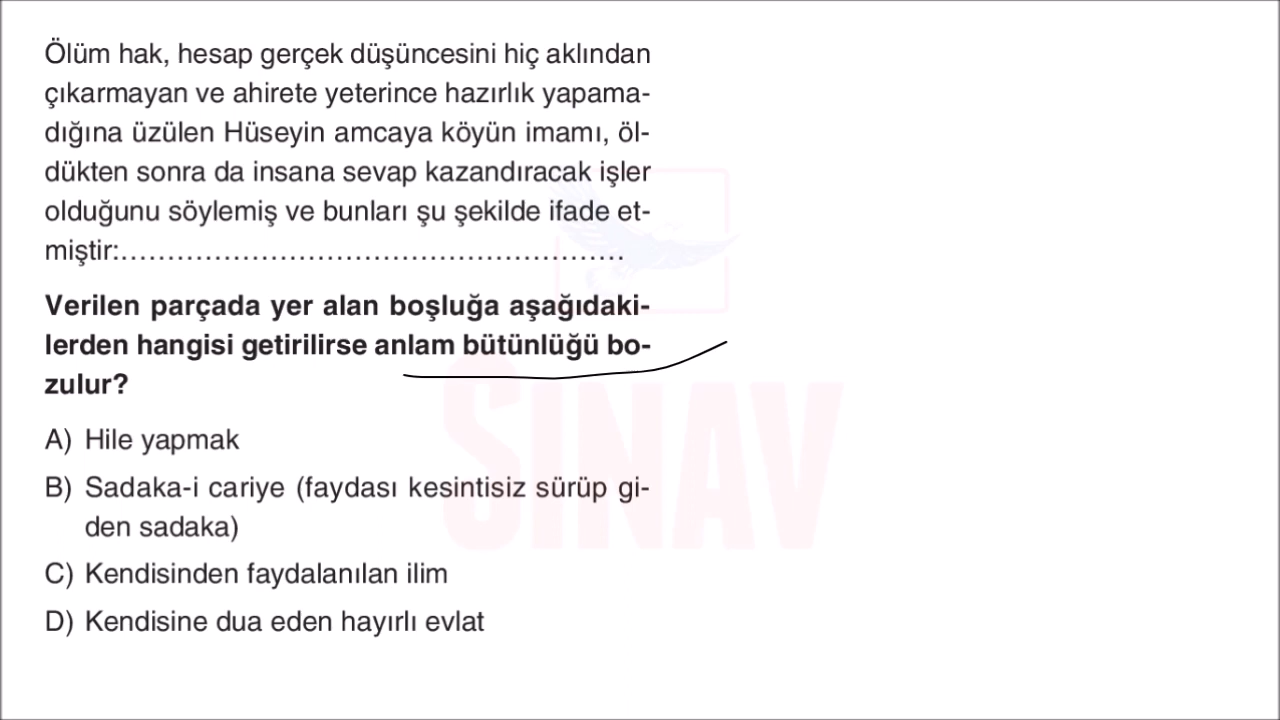 Ölüm hak, hesap gerçek düşüncesini hiç aklından
çıkarmayan ve ahirete yeterince hazırlık yapama-
dığına üzülen Hüseyin amcaya köyün imamı, öl-
dükten sonra da insana sevap kazandıracak işler
olduğunu söylemiş ve bunları şu şekilde ifade et-
miştir:......................................................
Verilen parçada yer alan boşluğa aşağıdaki-
lerden hangisi getirilirse anlam bütünlüğü bo-
zulur?
A) Hile yapmak
B) Sadaka-i cariye (faydası kesintisiz sürüp gi-
den sadaka)
C) Kendisinden faydalanılan ilim
D) Kendisine dua eden hayırlı evlat
SINAV